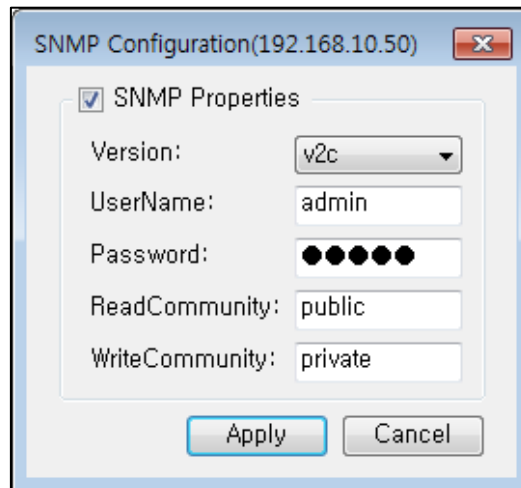 SNMP Configuration(192.168.10.50)
SNMP Properties
Version: v2c
UserName: admin
Password: ●●●●●
ReadCommunity: public
WriteCommunity: private
Apply Cancel